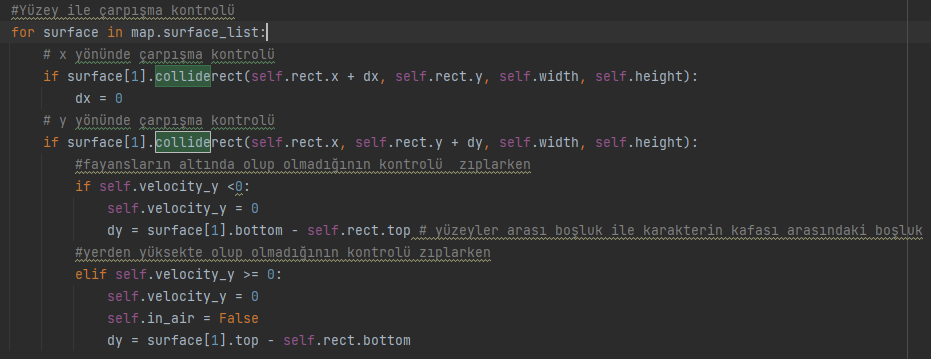 #Yüzey ile çarpışma kontrolü
for surface in map.surface_list:
    # x yönünde çarpışma kontrolü
    if surface[1].colliderect(self.rect.x + dx, self.rect.y, self.width, self.height):
        dx = 0
    # y yönünde çarpışma kontrolü
    if surface[1].colliderect(self.rect.x, self.rect.y + dy, self.width, self.height):
        #fayansların altında olup olmadığının kontrolü  zıplarken
        if self.velocity_y <0:
            self.velocity_y = 0
            dy = surface[1].bottom - self.rect.top # yüzeyler arası boşluk ile karakterin kafası arasındaki boşluk
        #yerden yüksekte olup olmadığının kontrolü zıplarken
        elif self.velocity_y >= 0:
            self.velocity_y = 0
            self.in_air = False
            dy = surface[1].top - self.rect.bottom